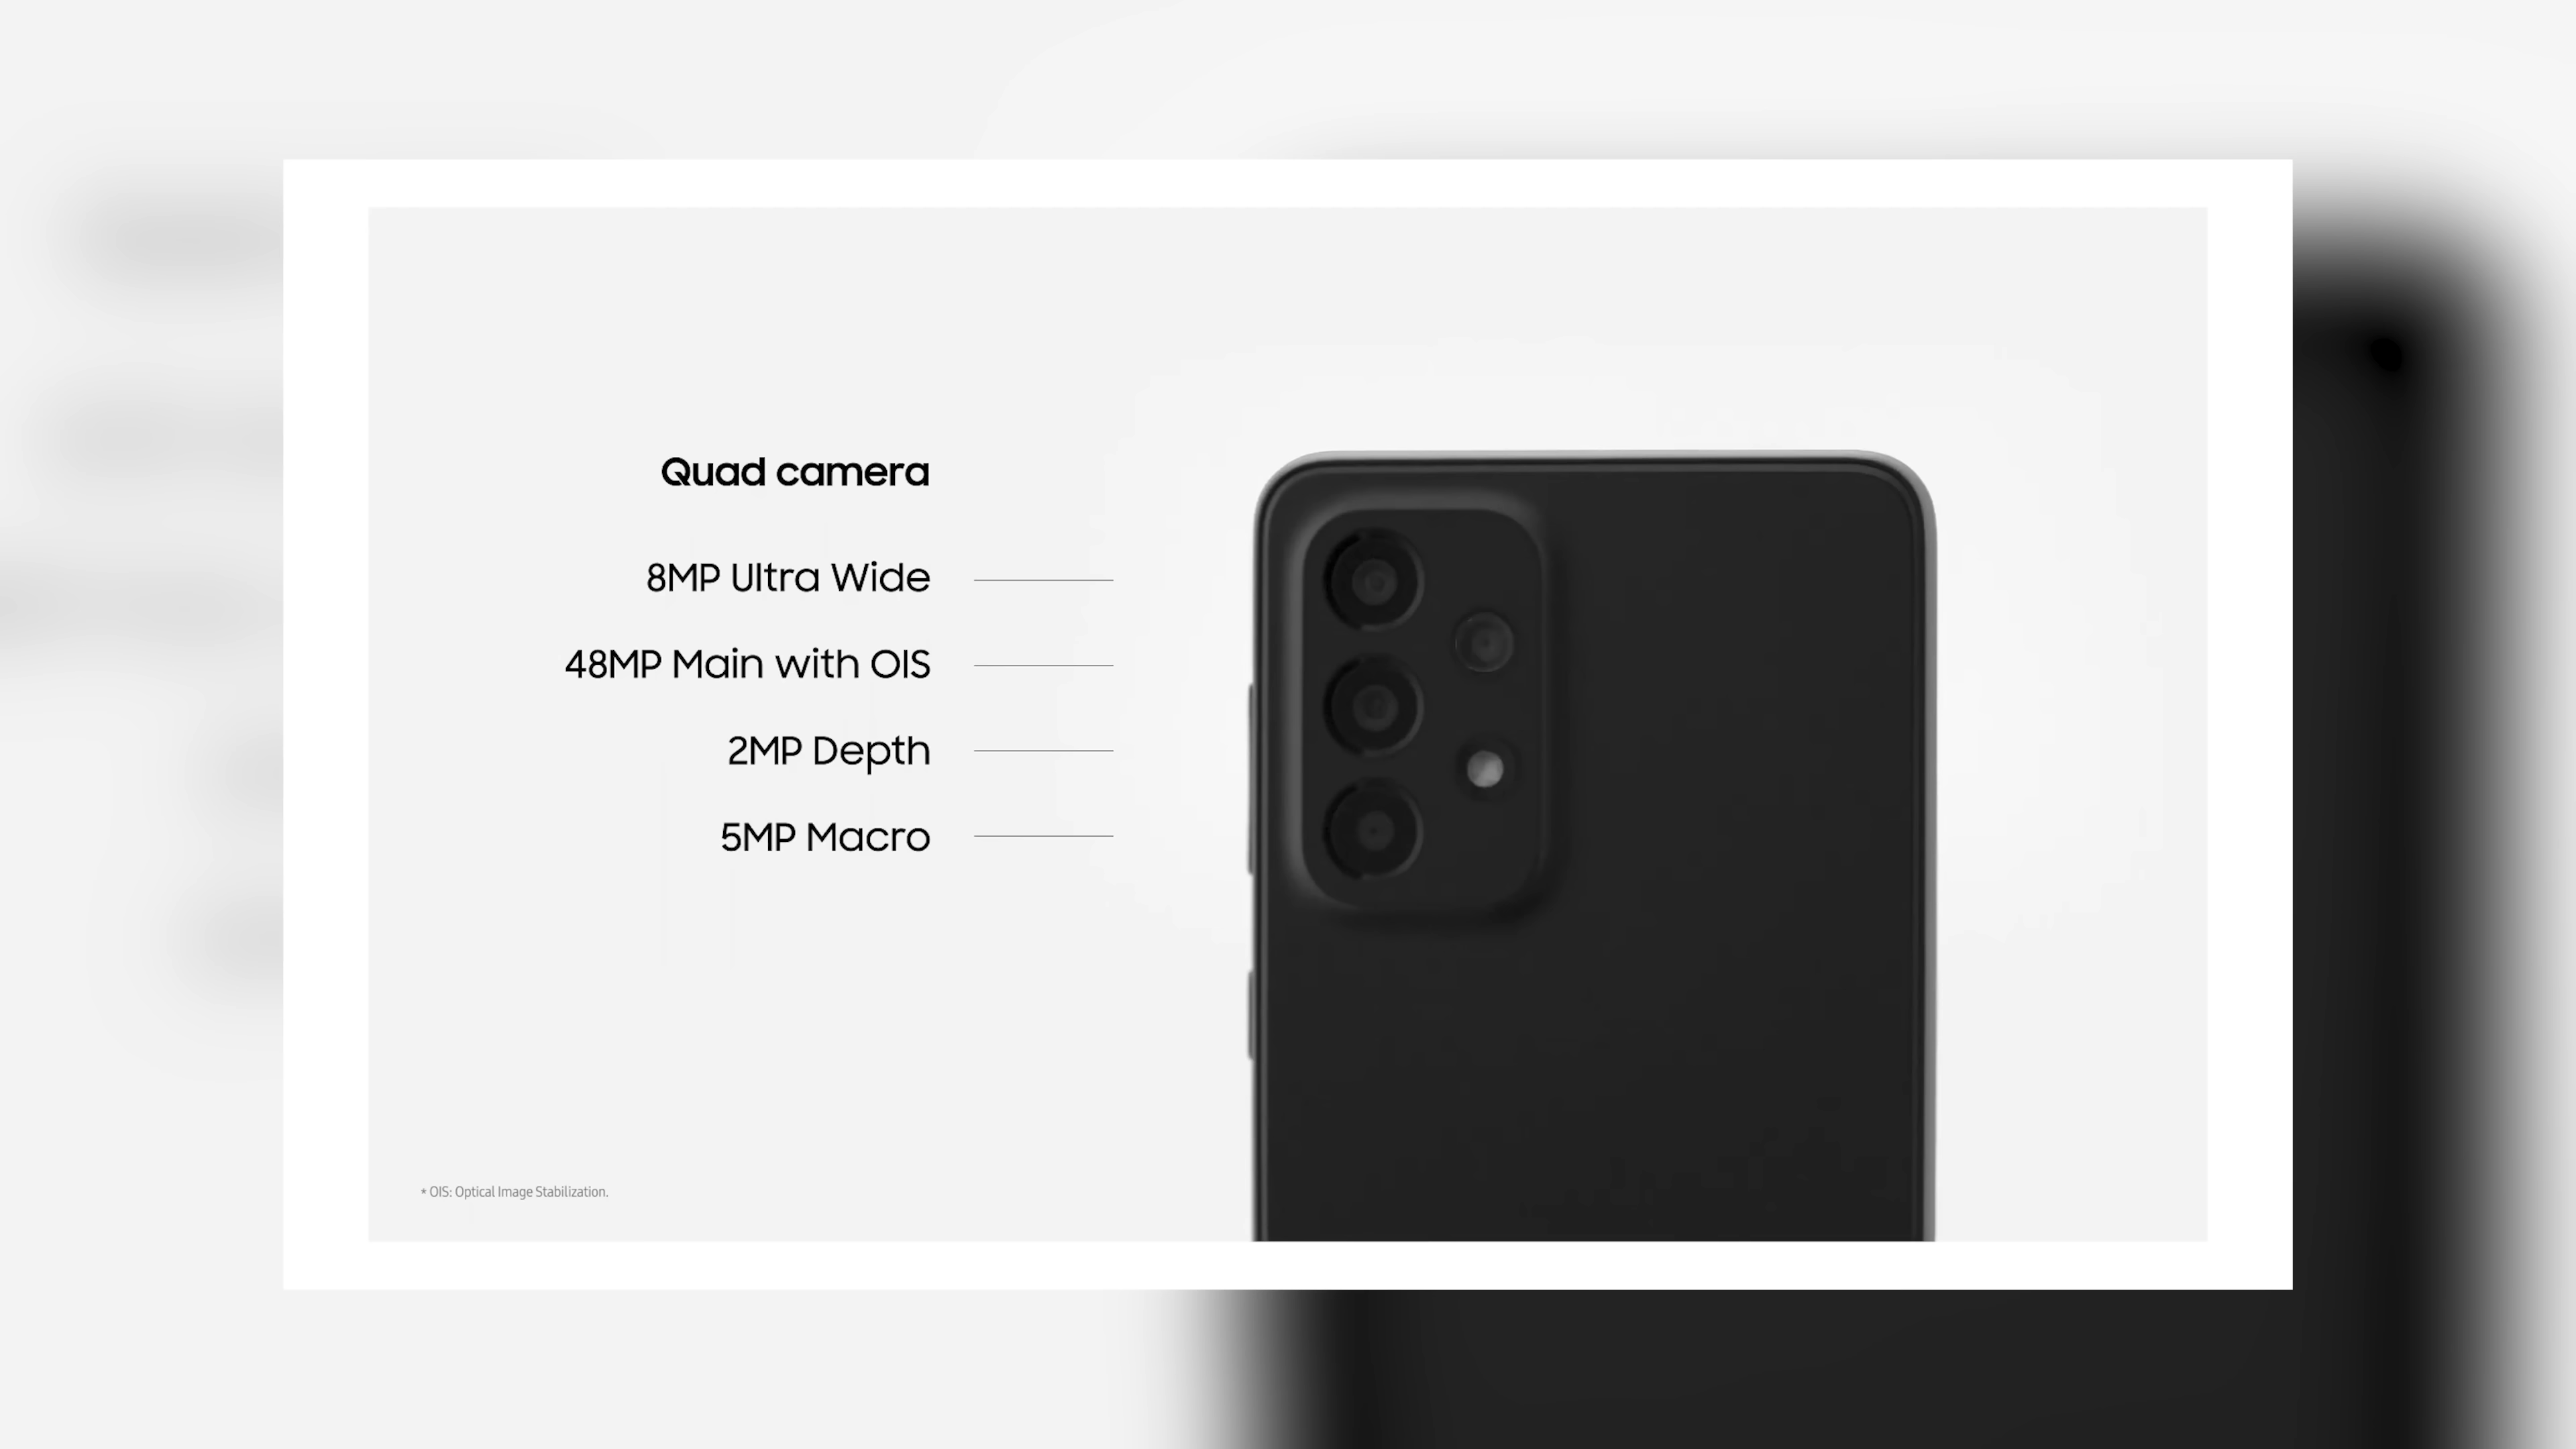 Quad camera
8MP Ultra Wide
48MP Main with OIS
2MP Depth
5MP Macro
* OIS: Optical Image Stabilization.